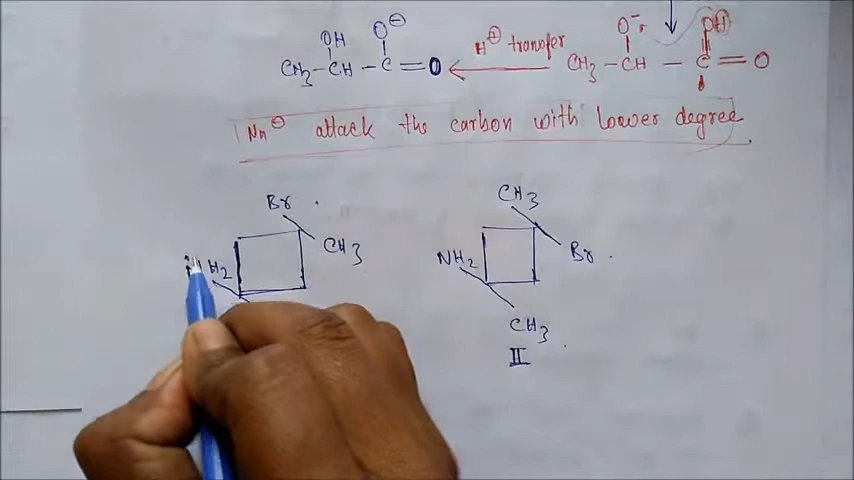 OH O⊖
CH3-CH-C=O
H⊕ transfer
O⁻ OH
CH3-CH-C=O
Nu⊖ attack the carbon with lower degree
Br
CH3
NH2
CH3
Br
NH2
CH3
II